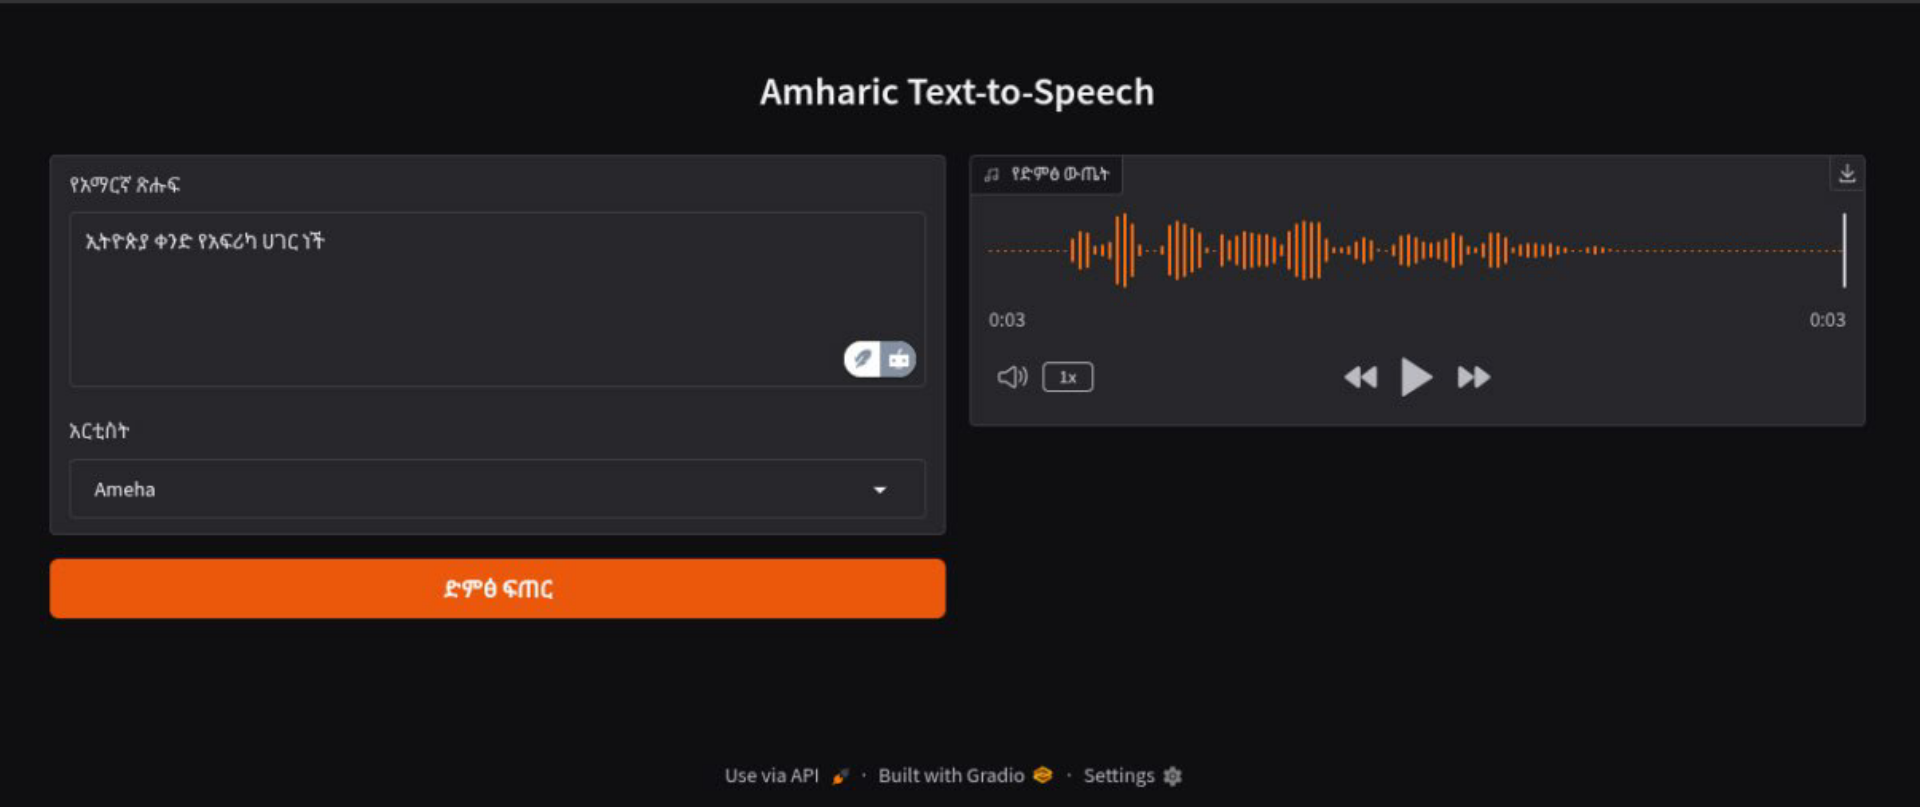 Amharic Text-to-Speech
የአማርኛ ጽሑፍ
ኢትዮጵያ ቀንድ የአፍሪካ ሀገር ነች
አርቲስት
Ameha
ድምፅ ፍጠር
የድምፅ ውጤት
0:03 0:03
1x
Use via API · Built with Gradio · Settings